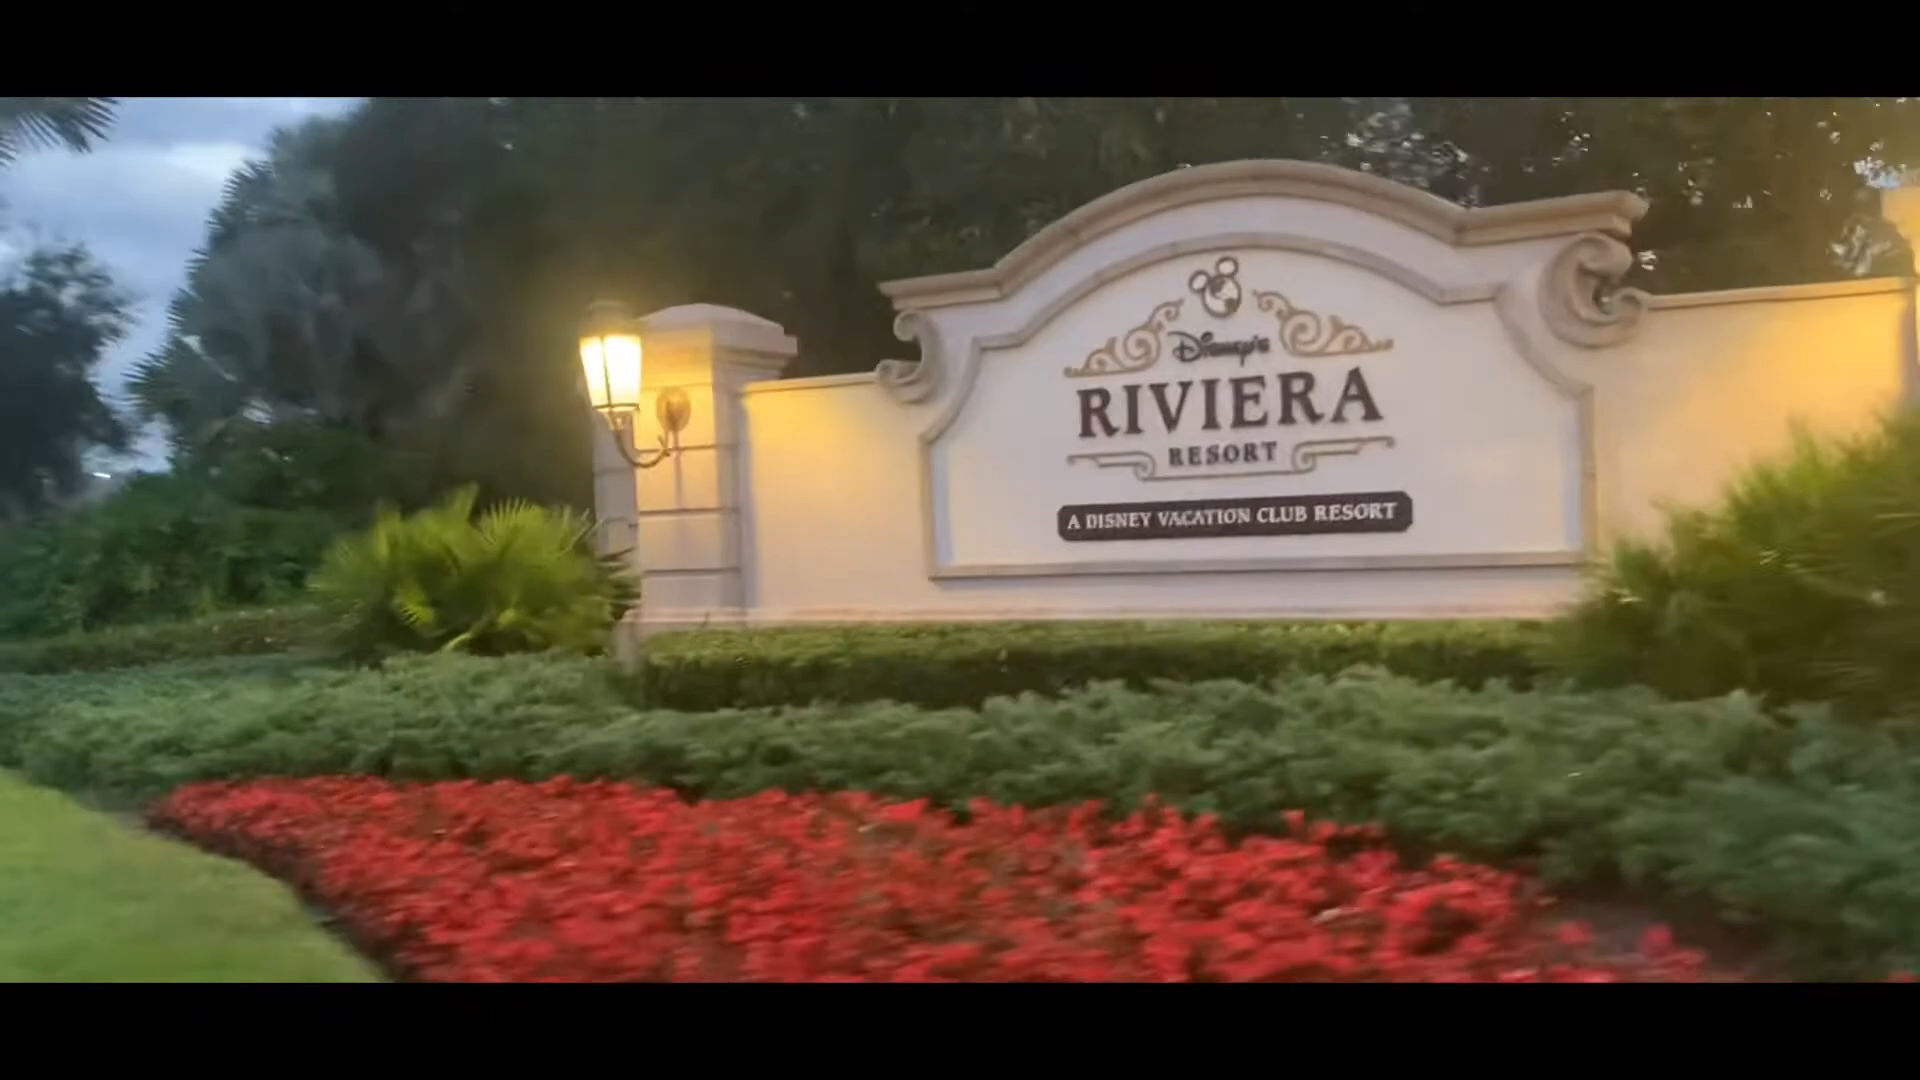 Disney's
RIVIERA
RESORT
A DISNEY VACATION CLUB RESORT